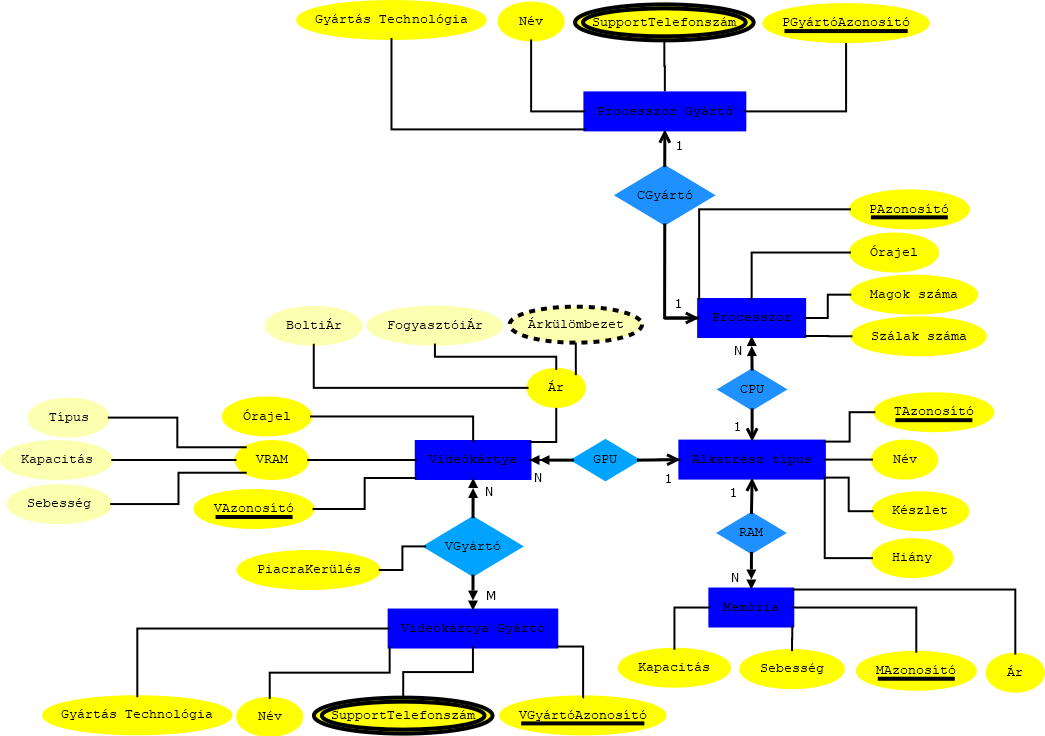 Gyártás Technológia
Név
SupportTelefonszám
PGyártóAzonosító
Processzor Gyártó
1
CGyártó
PAzonosító
Órajel
Magok száma
1
Processzor
Szálak száma
BoltiÁr
FogyasztóiÁr
Árkülömbezet
N
CPU
Ár
Típus
Órajel
TAzonosító
1
Kapacitás
VRAM
Videókártya
GPU
Alkatrész típus
Név
N
1
Sebesség
VAzonosító
N
1
Készlet
VGyártó
RAM
PiacraKerülés
Hiány
N
M
Memória
Videókártya Gyártó
Kapacitás
Sebesség
MAzonosító
Ár
Gyártás Technológia
Név
SupportTelefonszám
VGyártóAzonosító